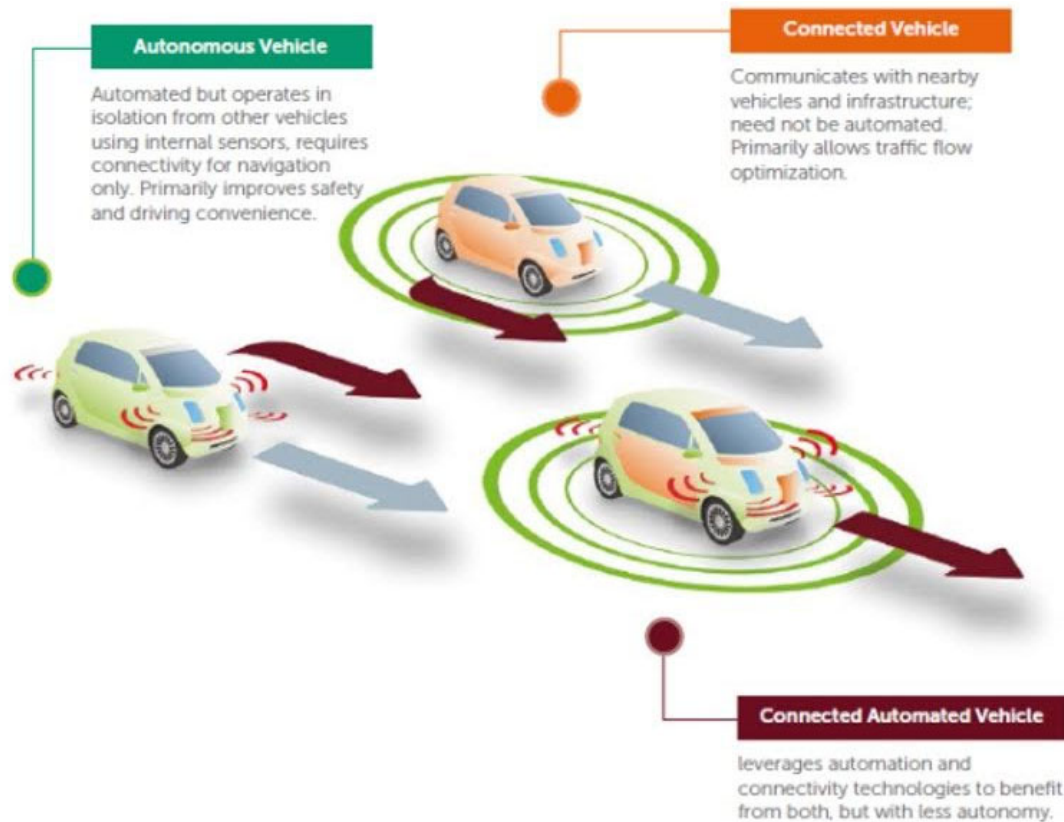 Autonomous Vehicle
Automated but operates in
isolation from other vehicles
using internal sensors, requires
connectivity for navigation
only. Primarily improves safety
and driving convenience.
Connected Vehicle
Communicates with nearby
vehicles and infrastructure;
need not be automated.
Primarily allows traffic flow
optimization.
Connected Automated Vehicle
leverages automation and
connectivity technologies to benefit
from both, but with less autonomy.